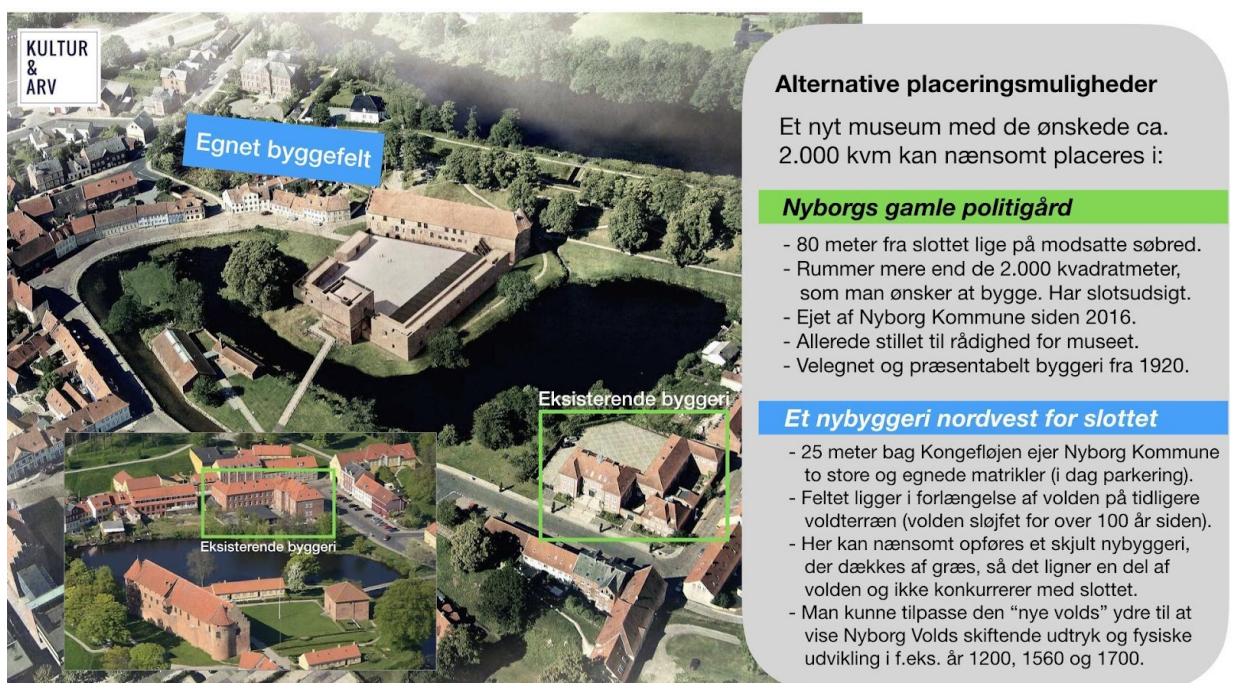 KULTUR
&
ARV
Egnet byggefelt
Eksisterende byggeri
Eksisterende byggeri
Alternative placeringsmuligheder
Et nyt museum med de ønskede ca.
2.000 kvm kan nænsomt placeres i:
Nyborgs gamle politigård
- 80 meter fra slottet lige på modsatte søbred.
- Rummer mere end de 2.000 kvadratmeter,
som man ønsker at bygge. Har slotsudsigt.
- Ejet af Nyborg Kommune siden 2016.
- Allerede stillet til rådighed for museet.
- Velegnet og præsentabelt byggeri fra 1920.
Et nybyggeri nordvest for slottet
- 25 meter bag Kongefløjen ejer Nyborg Kommune
to store og egnede matrikler (i dag parkering).
- Feltet ligger i forlængelse af volden på tidligere
voldterræn (volden sløjfet for over 100 år siden).
- Her kan nænsomt opføres et skjult nybyggeri,
der dækkes af græs, så det ligner en del af
volden og ikke konkurrerer med slottet.
- Man kunne tilpasse den “nye volds” ydre til at
vise Nyborg Volds skiftende udtryk og fysiske
udvikling i f.eks. år 1200, 1560 og 1700.